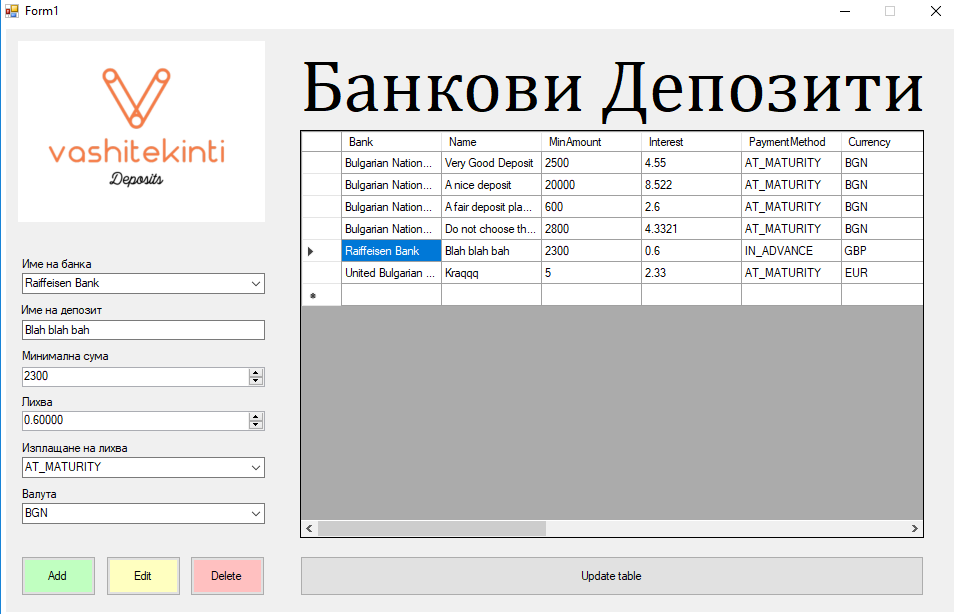 Form1
vashitekinti
Deposits
Банкови Депозити
Bank Name MinAmount Interest PaymentMethod Currency
Bulgarian Nation... Very Good Deposit 2500 4.55 AT_MATURITY BGN
Bulgarian Nation... A nice deposit 20000 8.522 AT_MATURITY BGN
Bulgarian Nation... A fair deposit pla... 600 2.6 AT_MATURITY BGN
Bulgarian Nation... Do not choose th... 2800 4.3321 AT_MATURITY BGN
Raiffeisen Bank Blah blah bah 2300 0.6 IN_ADVANCE GBP
United Bulgarian ... Kraqqq 5 2.33 AT_MATURITY EUR
Име на банка
Raiffeisen Bank
Име на депозит
Blah blah bah
Минимална сума
2300
Лихва
0.60000
Изплащане на лихва
AT_MATURITY
Валута
BGN
Add Edit Delete
Update table